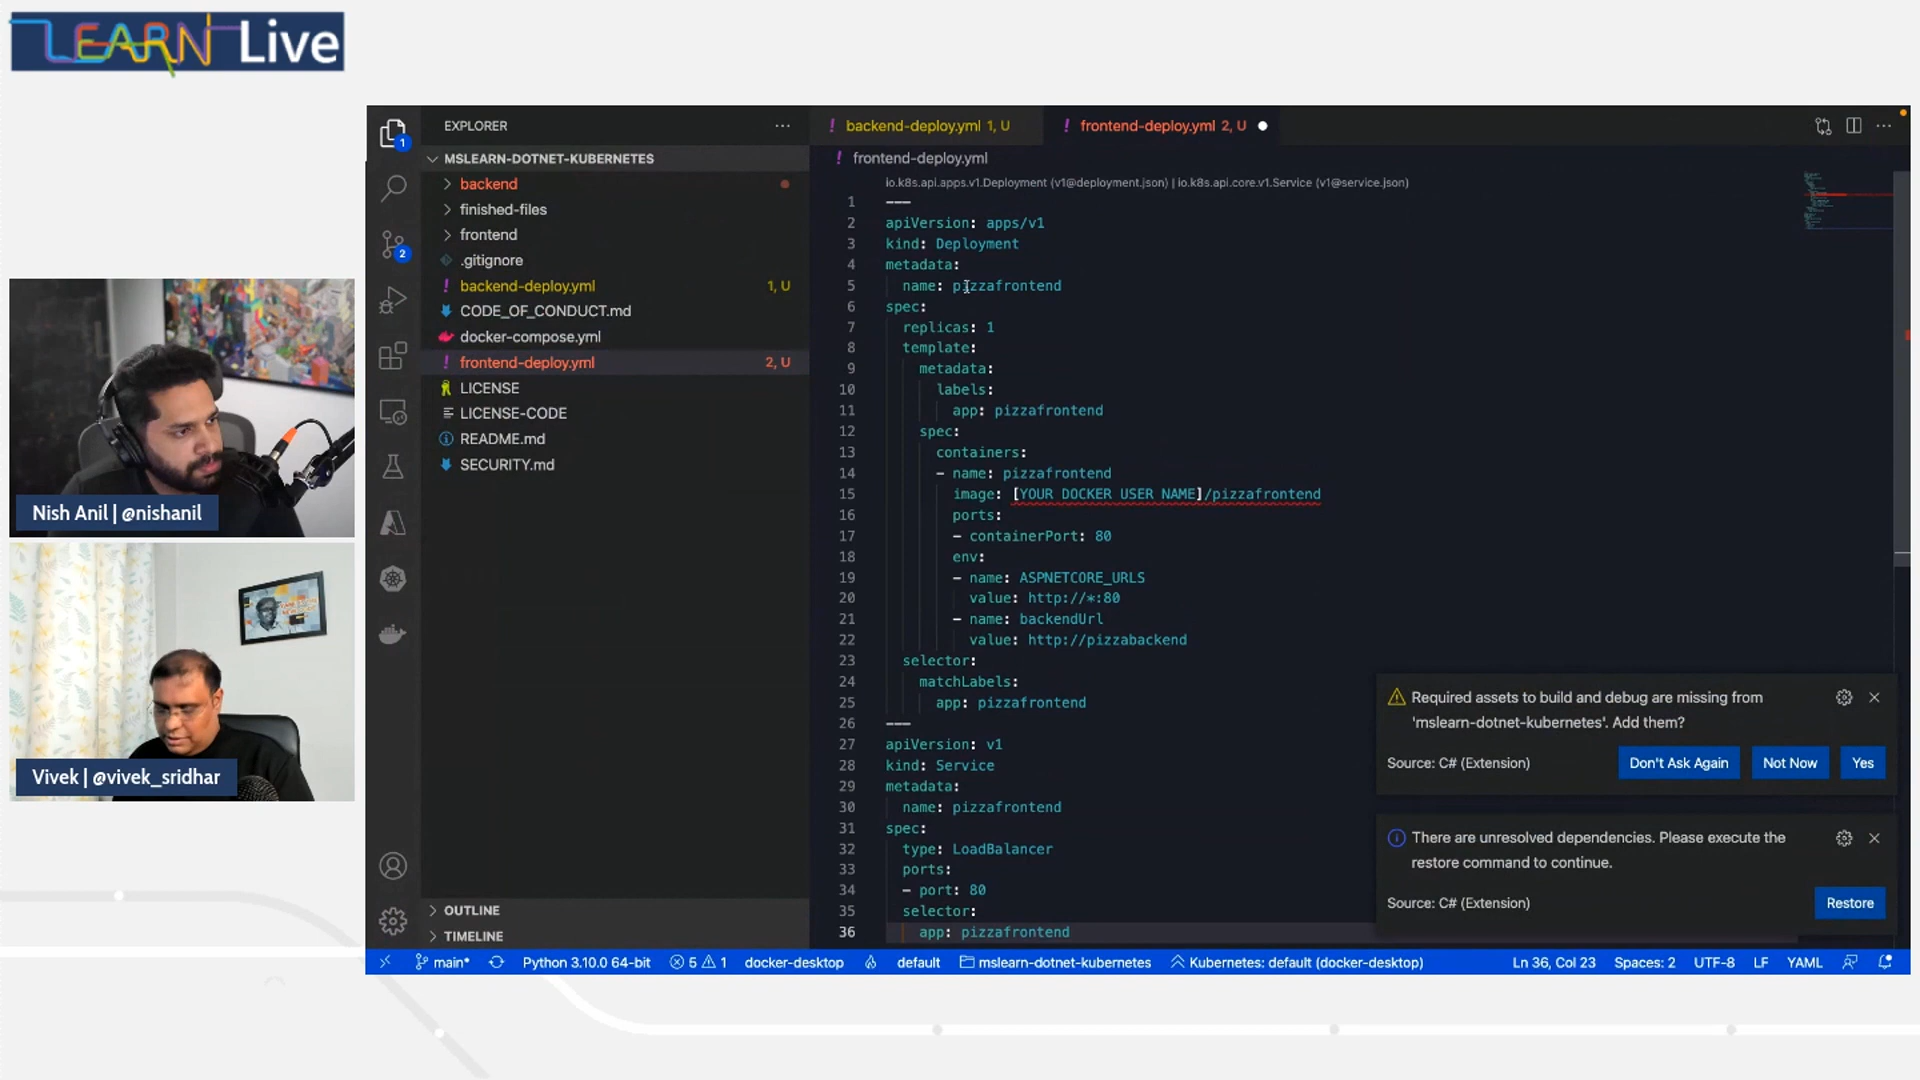 LEARN Live
EXPLORER
MSLEARN-DOTNET-KUBERNETES
backend
finished-files
frontend
.gitignore
backend-deploy.yml 1, U
CODE_OF_CONDUCT.md
docker-compose.yml
frontend-deploy.yml 2, U
LICENSE
LICENSE-CODE
README.md
SECURITY.md
OUTLINE
TIMELINE
1
2
backend-deploy.yml 1, U
frontend-deploy.yml 2, U
frontend-deploy.yml
io.k8s.api.apps.v1.Deployment (v1@deployment.json) | io.k8s.api.core.v1.Service (v1@service.json)
1 ---
2 apiVersion: apps/v1
3 kind: Deployment
4 metadata:
5 name: pizzafrontend
6 spec:
7 replicas: 1
8 template:
9 metadata:
10 labels:
11 app: pizzafrontend
12 spec:
13 containers:
14 - name: pizzafrontend
15 image: [YOUR DOCKER USER NAME]/pizzafrontend
16 ports:
17 - containerPort: 80
18 env:
19 - name: ASPNETCORE_URLS
20 value: http://*:80
21 - name: backendUrl
22 value: http://pizzabackend
23 selector:
24 matchLabels:
25 app: pizzafrontend
26 ---
27 apiVersion: v1
28 kind: Service
29 metadata:
30 name: pizzafrontend
31 spec:
32 type: LoadBalancer
33 ports:
34 - port: 80
35 selector:
36 app: pizzafrontend
Required assets to build and debug are missing from
'mslearn-dotnet-kubernetes'. Add them?
Source: C# (Extension)
Don't Ask Again
Not Now
Yes
There are unresolved dependencies. Please execute the
restore command to continue.
Source: C# (Extension)
Restore
main* Python 3.10.0 64-bit 5 1 docker-desktop default mslearn-dotnet-kubernetes Kubernetes: default (docker-desktop) Ln 36, Col 23 Spaces: 2 UTF-8 LF YAML
Nish Anil | @nishanil
Vivek | @vivek_sridhar